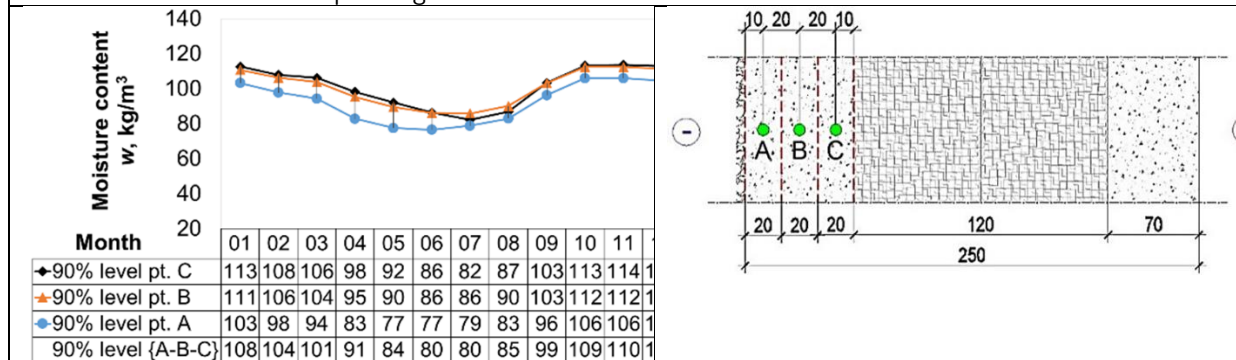 Moisture content
w, kg/m³
140
120
100
80
60
40
20
Month 01 02 03 04 05 06 07 08 09 10 11
90% level pt. C 113 108 106 98 92 86 82 87 103 113 114
90% level pt. B 111 106 104 95 90 86 86 90 103 112 112
90% level pt. A 103 98 94 83 77 77 79 83 96 106 106
90% level {A-B-C} 108 104 101 91 84 80 80 85 99 109 110
10 20 20 10
-
A B C
20 20 20 120 70
250